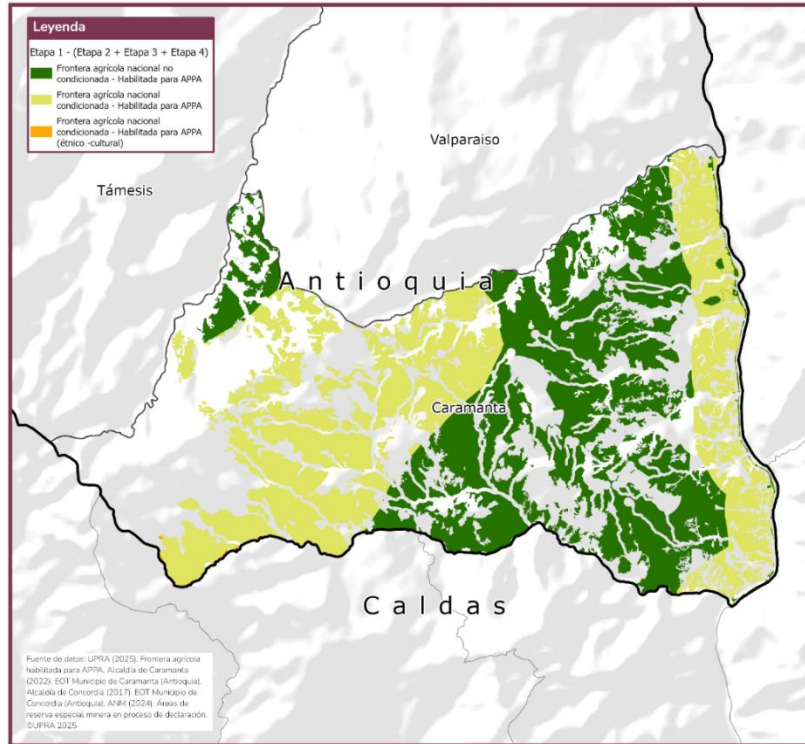 Leyenda
Etapa 1 - (Etapa 2 + Etapa 3 + Etapa 4)
Frontera agrícola nacional no
condicionada - Habilitada para APPA
Frontera agrícola nacional
condicionada - Habilitada para APPA
Frontera agrícola nacional
condicionada - Habilitada para APPA
(étnico -cultural)
Valparaiso
Támesis
Antioquia
Caramanta
Caldas
Fuente de datos: UPRA (2025). Frontera agrícola
habilitada para APPA. Alcaldía de Caramanta
(2022). EOT Municipio de Caramanta (Antioquia).
Alcaldía de Concordia (2017). EOT Municipio de
Concordia (Antioquia). ANM (2024). Áreas de
reserva especial minera en proceso de declaración.
©UPRA 2025